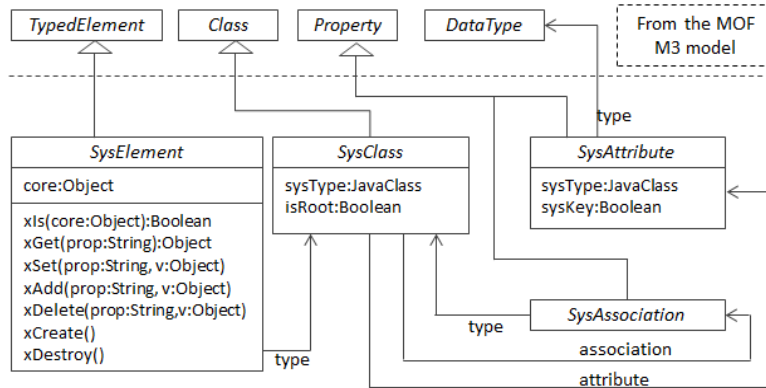 TypedElement
Class
Property
DataType
From the MOF
M3 model
type
SysElement
core:Object
xIs(core:Object):Boolean
xGet(prop:String):Object
xSet(prop:String, v:Object)
xAdd(prop:String, v:Object)
xDelete(prop:String,v:Object)
xCreate()
xDestroy()
SysClass
sysType:JavaClass
isRoot:Boolean
SysAttribute
sysType:JavaClass
sysKey:Boolean
SysAssociation
type
type
association
attribute